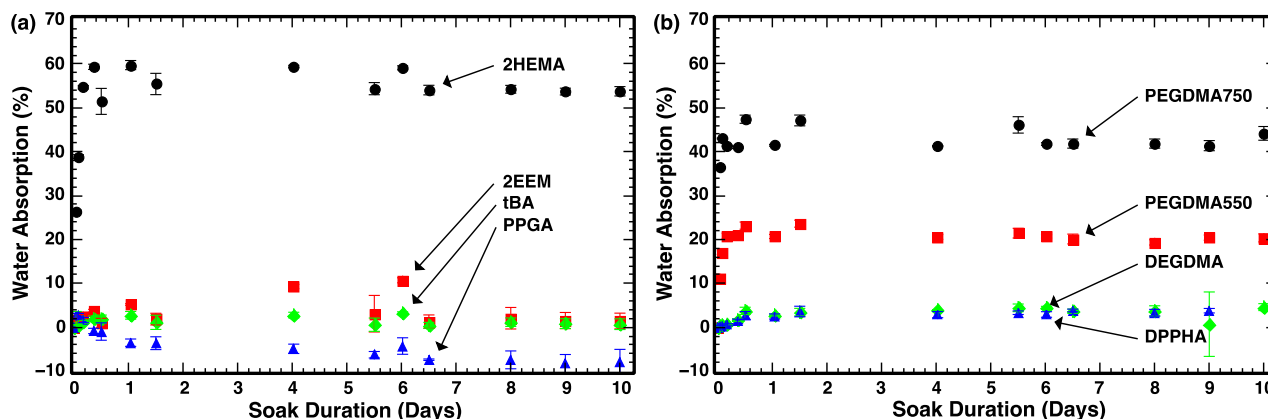 (a)
Water Absorption (%)
70
60
50
40
30
20
10
0
−10
2HEMA
2EEM
tBA
PPGA
0 1 2 3 4 5 6 7 8 9 10
Soak Duration (Days)
(b)
Water Absorption (%)
70
60
50
40
30
20
10
0
−10
PEGDMA750
PEGDMA550
DEGDMA
DPPHA
0 1 2 3 4 5 6 7 8 9 10
Soak Duration (Days)